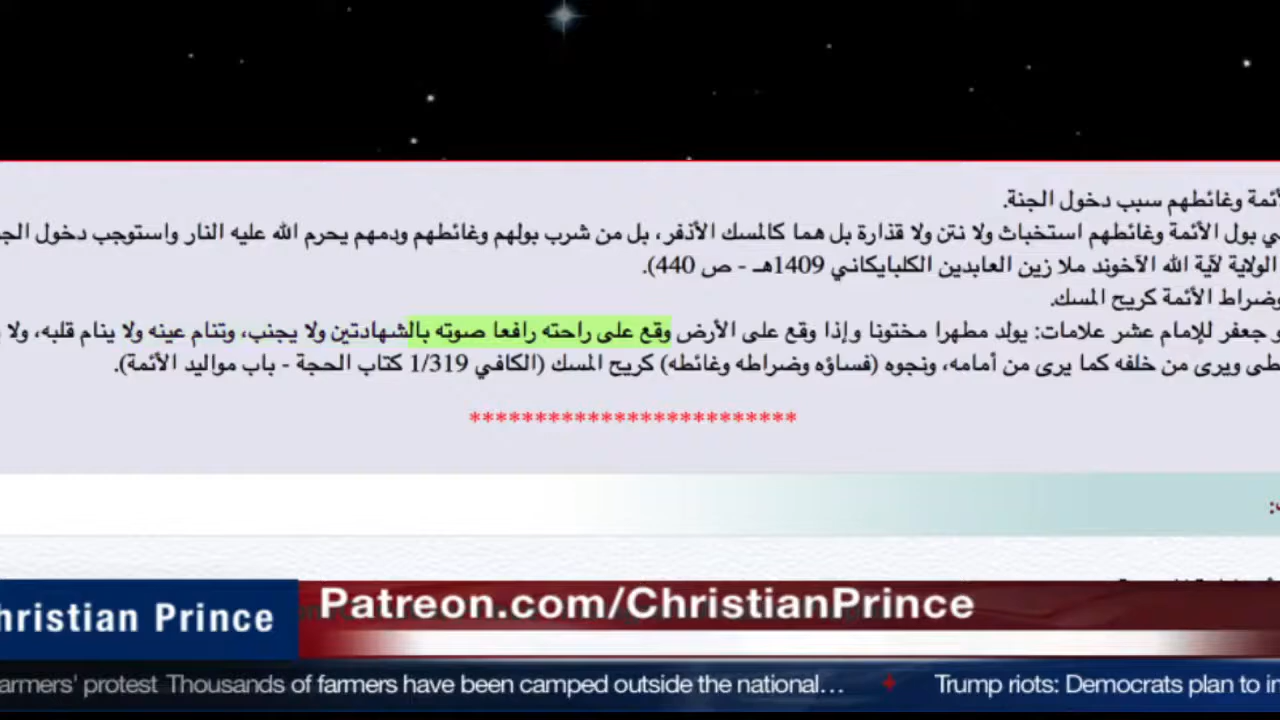 ئمة وغائطهم سبب دخول الجنة.
ي بول الأئمة وغائطهم استخباث ولا نتن ولا قذارة بل هما كالمسك الأذفر، بل من شرب بولهم وغائطهم ودمهم يحرم الله عليه النار واستوجب دخول الج
الولاية لآية الله الآخوند ملا زين العابدين الكلبايكاني 1409هـ - ص 440).
ضراط الأئمة كريح المسك.
و جعفر للإمام عشر علامات: يولد مطهرا مختونا وإذا وقع على الأرض وقع على راحته رافعا صوته بالشهادتين ولا يجنب، وتنام عينه ولا ينام قلبه، ولا
طى ويرى من خلفه كما يرى من أمامه، ونجوه (فساؤه وضراطه وغائطه) كريح المسك (الكافي 1/319 كتاب الحجة - باب مواليد الأئمة).
*************************
hristian Prince
Patreon.com/ChristianPrince
armers' protest Thousands of farmers have been camped outside the national... Trump riots: Democrats plan to in